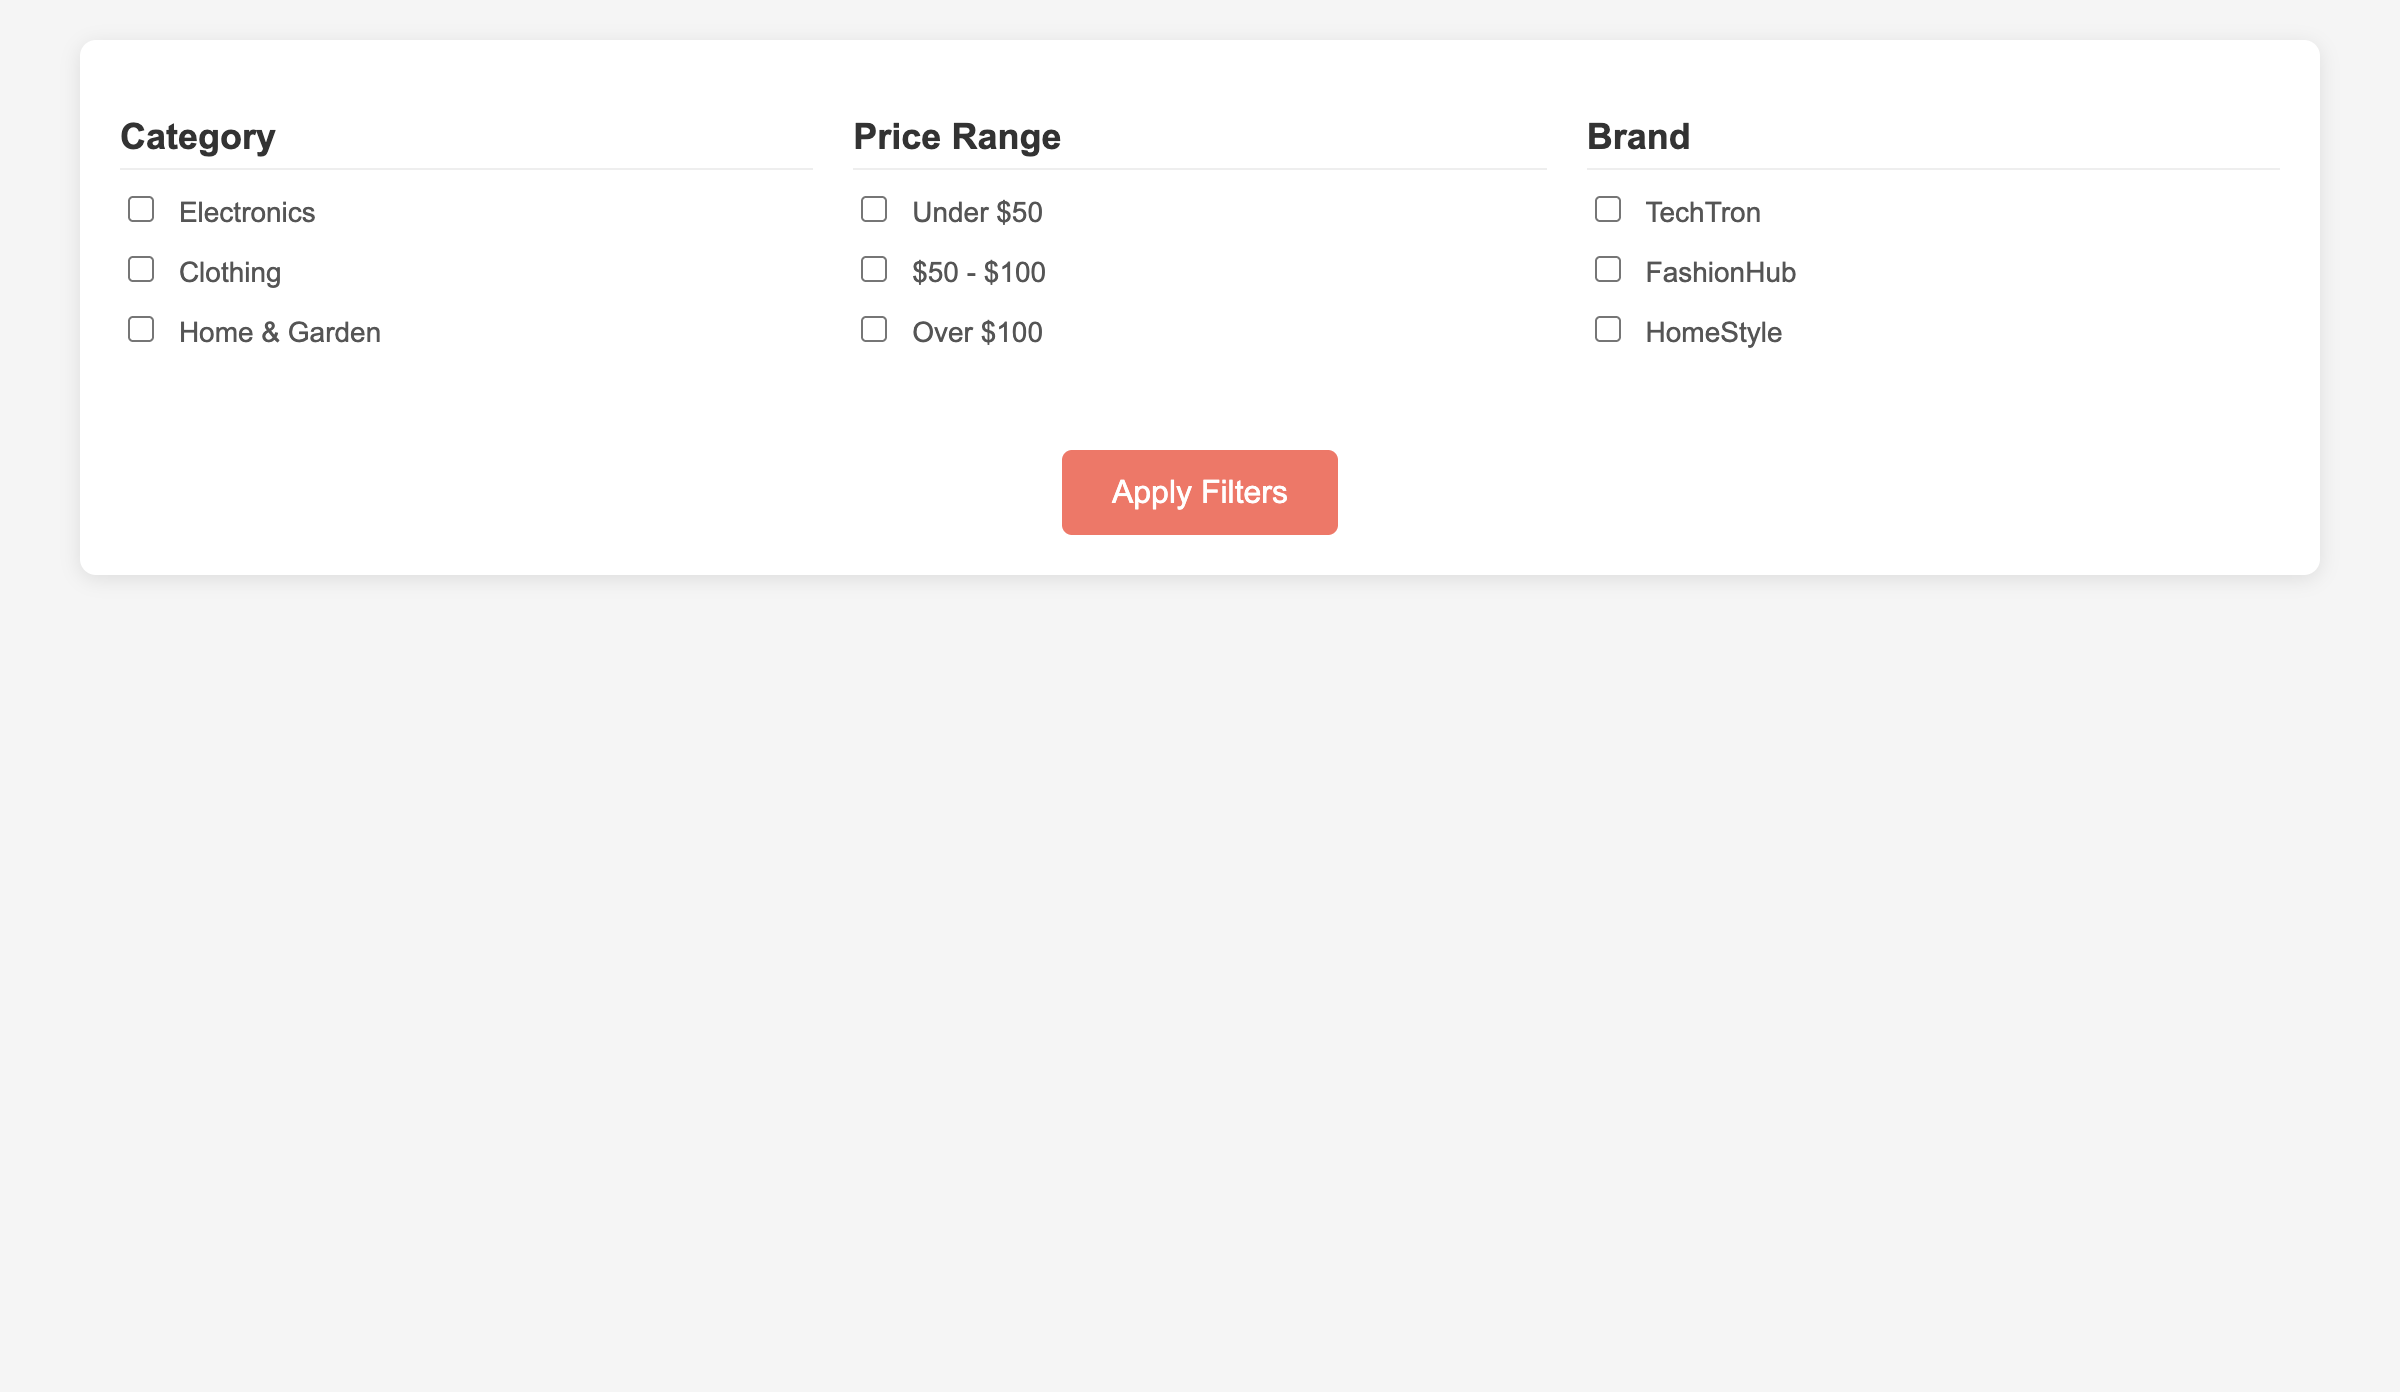 Category
Electronics
Clothing
Home & Garden
Price Range
Under $50
$50 - $100
Over $100
Brand
TechTron
FashionHub
HomeStyle
Apply Filters